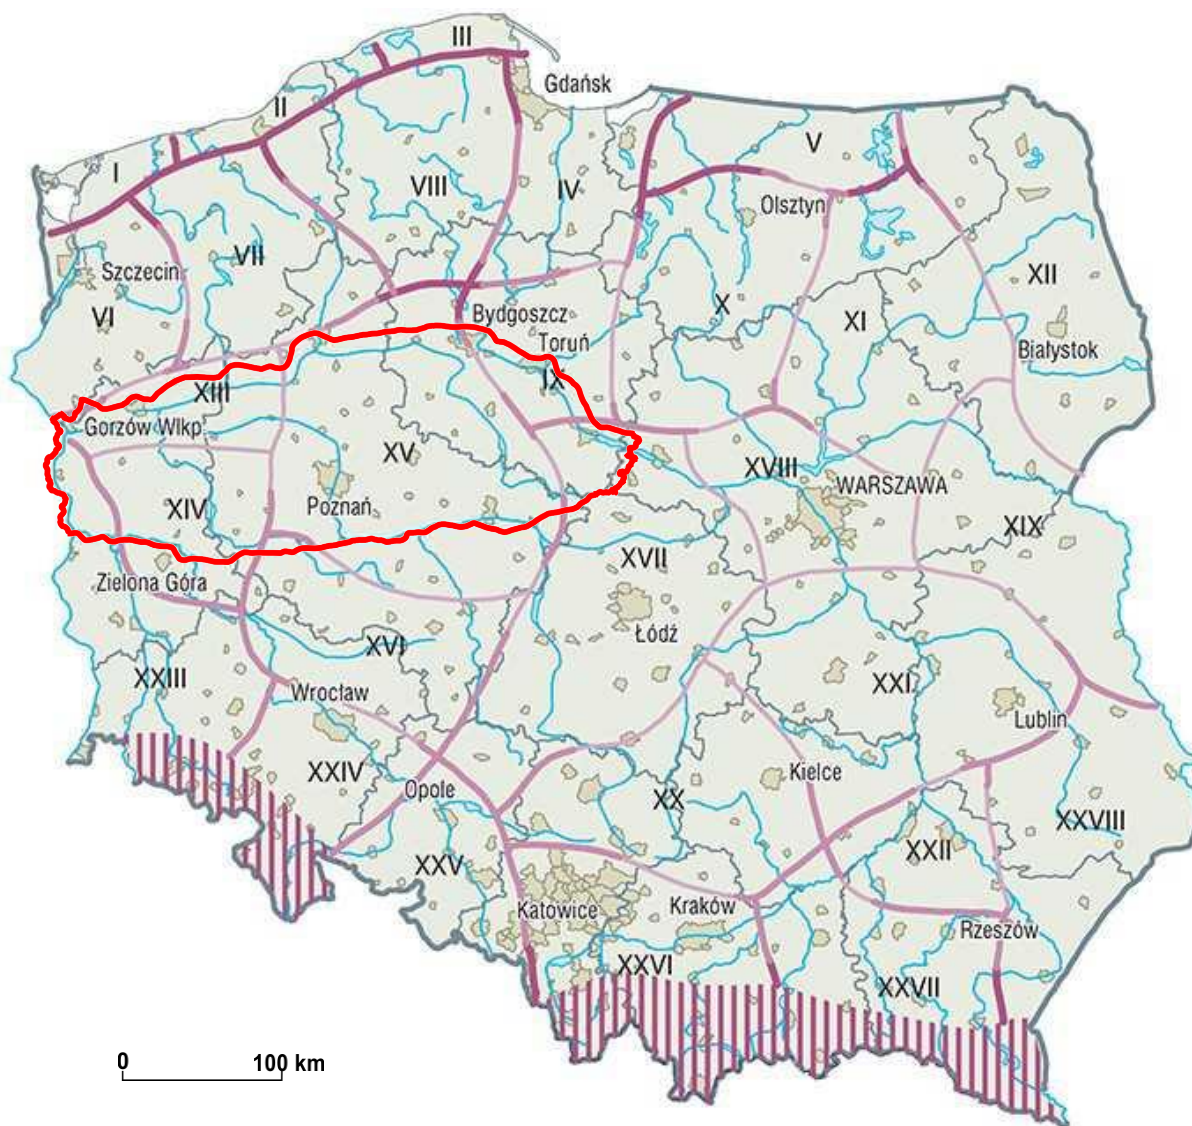 III
Gdańsk
II
V
I
VIII
IV
Olsztyn
VII
Szczecin
XII
X
VI
Bydgoszcz
XI
Toruń
Białystok
IX
XIII
Gorzów Wlkp.
XV
XVIII
WARSZAWA
Poznań
XIV
XIX
XVII
Zielona Góra
Łódź
XVI
XXIII
XXI
Wrocław
Lublin
XXIV
Kielce
Opole
XX
XXVIII
XXII
XXV
Katowice
Kraków
Rzeszów
XXVI
XXVII
0 100 km